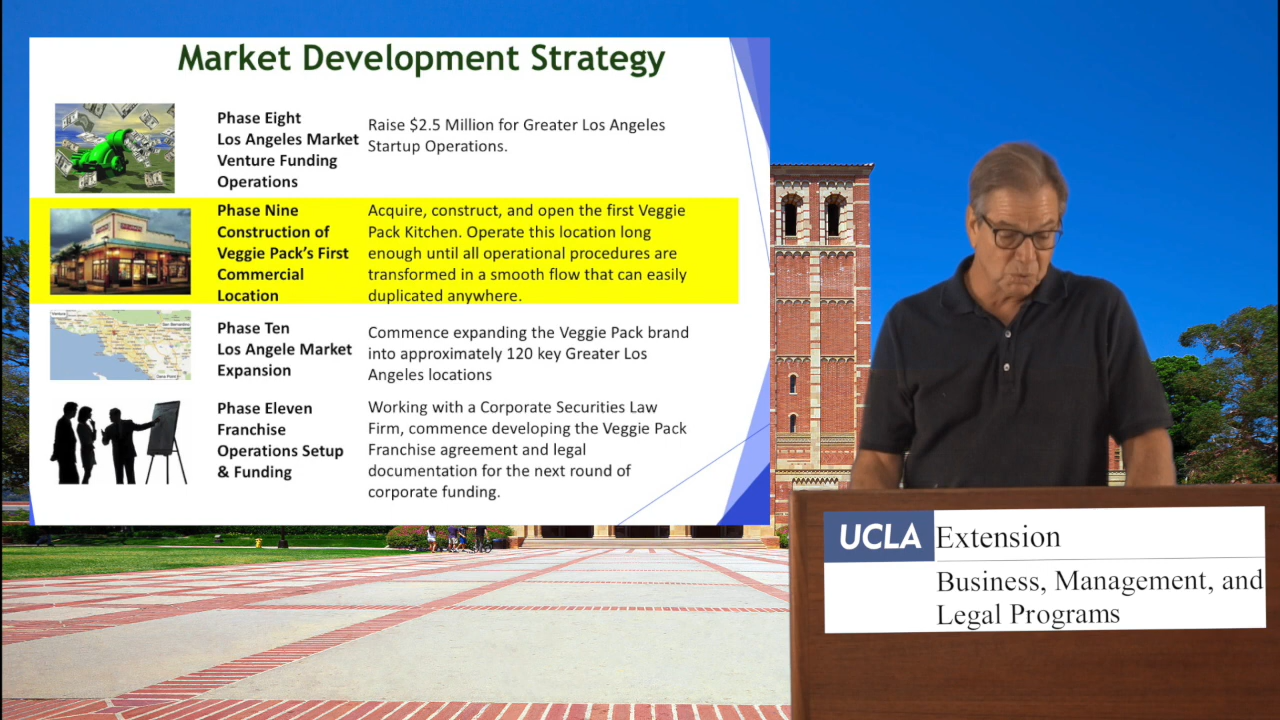 Market Development Strategy
Phase Eight
Los Angeles Market
Venture Funding
Operations
Raise $2.5 Million for Greater Los Angeles
Startup Operations.
Phase Nine
Construction of
Veggie Pack's First
Commercial
Location
Acquire, construct, and open the first Veggie
Pack Kitchen. Operate this location long
enough until all operational procedures are
transformed in a smooth flow that can easily
duplicated anywhere.
Phase Ten
Los Angele Market
Expansion
Commence expanding the Veggie Pack brand
into approximately 120 key Greater Los
Angeles locations
Phase Eleven
Franchise
Operations Setup
& Funding
Working with a Corporate Securities Law
Firm, commence developing the Veggie Pack
Franchise agreement and legal
documentation for the next round of
corporate funding.
UCLA Extension
Business, Management, and
Legal Programs